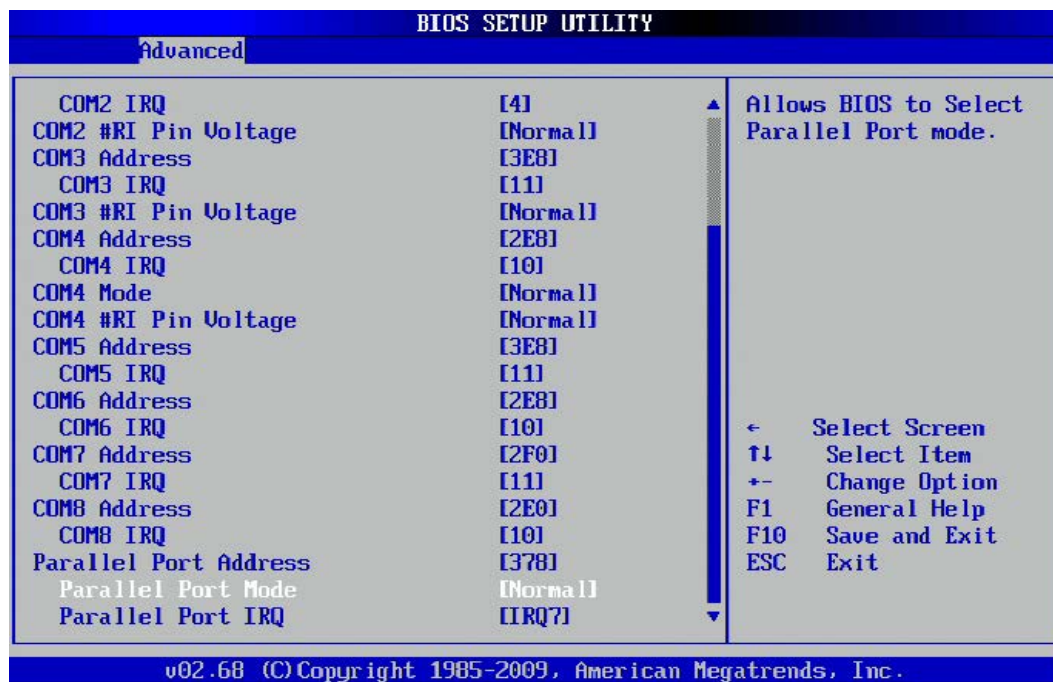 BIOS SETUP UTILITY
Advanced
COM2 IRQ [4]
COM2 #RI Pin Voltage [Normal]
COM3 Address [3E8]
COM3 IRQ [11]
COM3 #RI Pin Voltage [Normal]
COM4 Address [2E8]
COM4 IRQ [10]
COM4 Mode [Normal]
COM4 #RI Pin Voltage [Normal]
COM5 Address [3E8]
COM5 IRQ [11]
COM6 Address [2E8]
COM6 IRQ [10]
COM7 Address [2F0]
COM7 IRQ [11]
COM8 Address [2E0]
COM8 IRQ [10]
Parallel Port Address [378]
Parallel Port Mode [Normal]
Parallel Port IRQ [IRQ7]
Allows BIOS to Select
Parallel Port mode.
← Select Screen
↑↓ Select Item
+- Change Option
F1 General Help
F10 Save and Exit
ESC Exit
v02.68 (C)Copyright 1985-2009, American Megatrends, Inc.